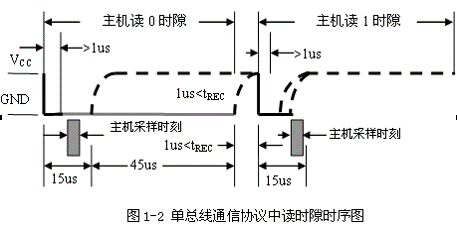 主机读 0 时隙
主机读 1 时隙
VCC
>1us
>1us
1us<tREC
GND
主机采样时刻
主机采样时刻
1us<tREC
15us
45us
15us
图1-2 单总线通信协议中读时隙时序图